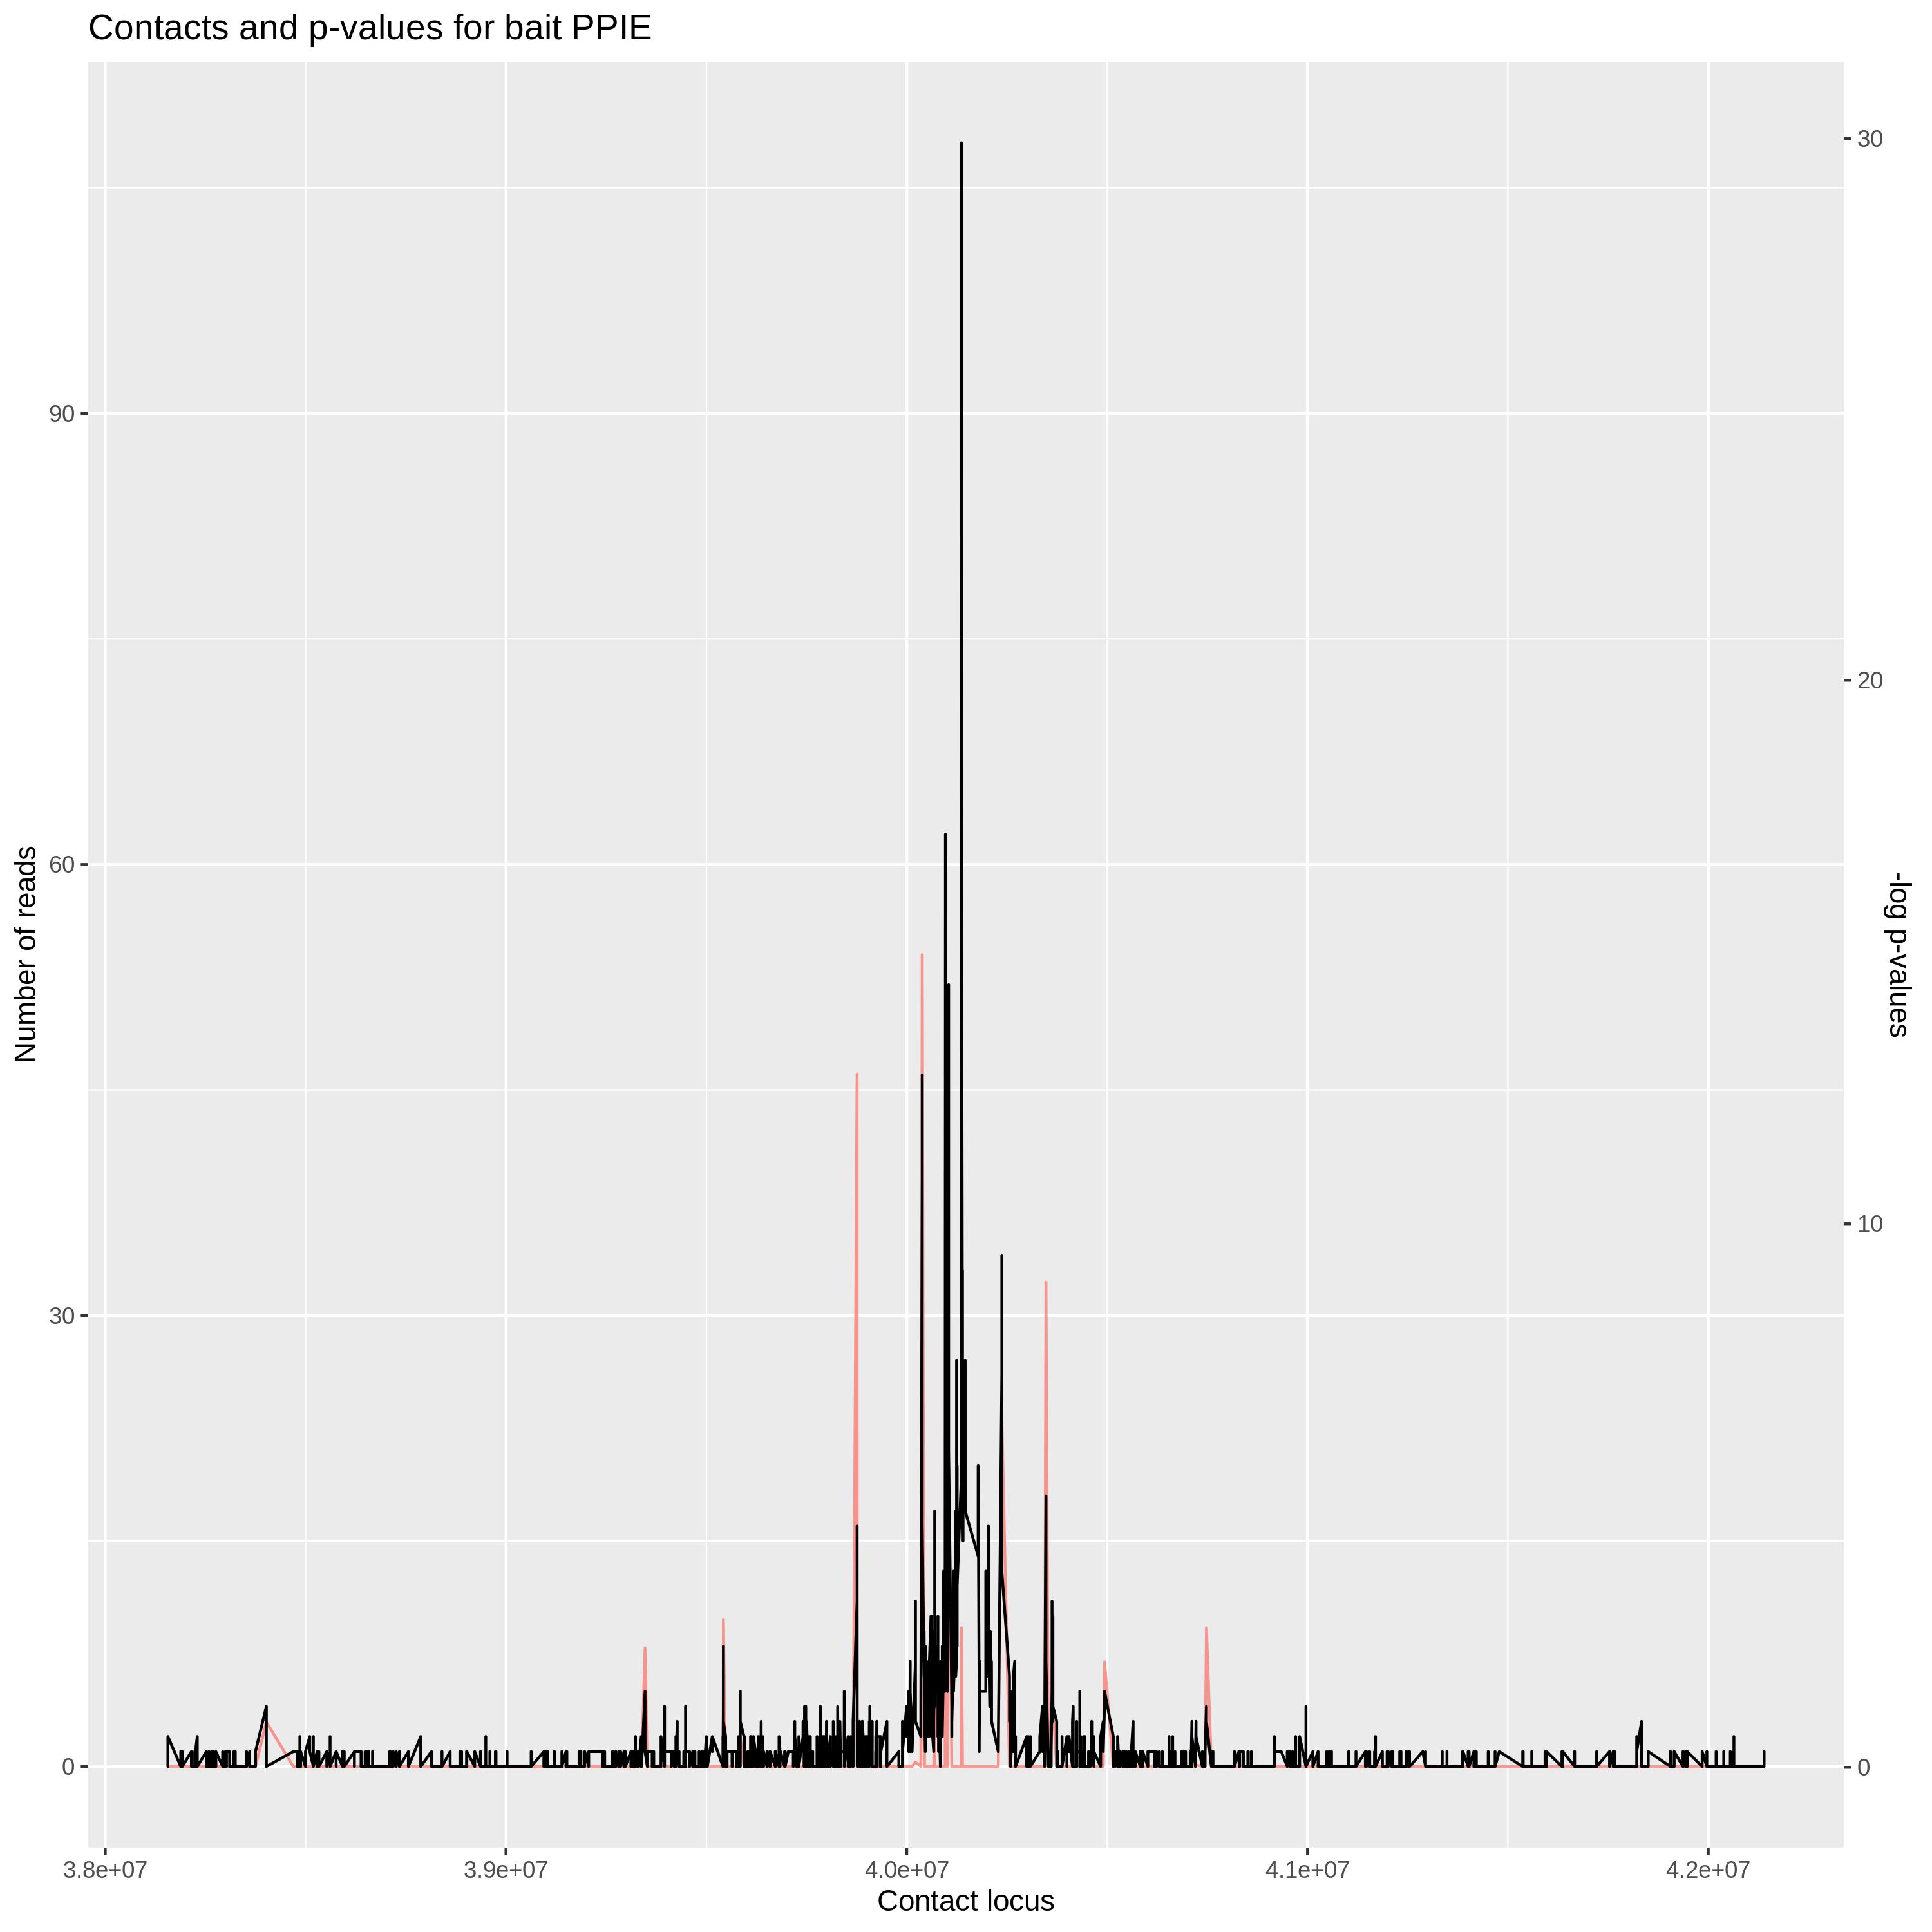 Contacts and p-values for bait PPIE
Number of reads
90
60
30
0
30
20
10
0
-log p-values
3.8e+07
3.9e+07
4.0e+07
4.1e+07
4.2e+07
Contact locus